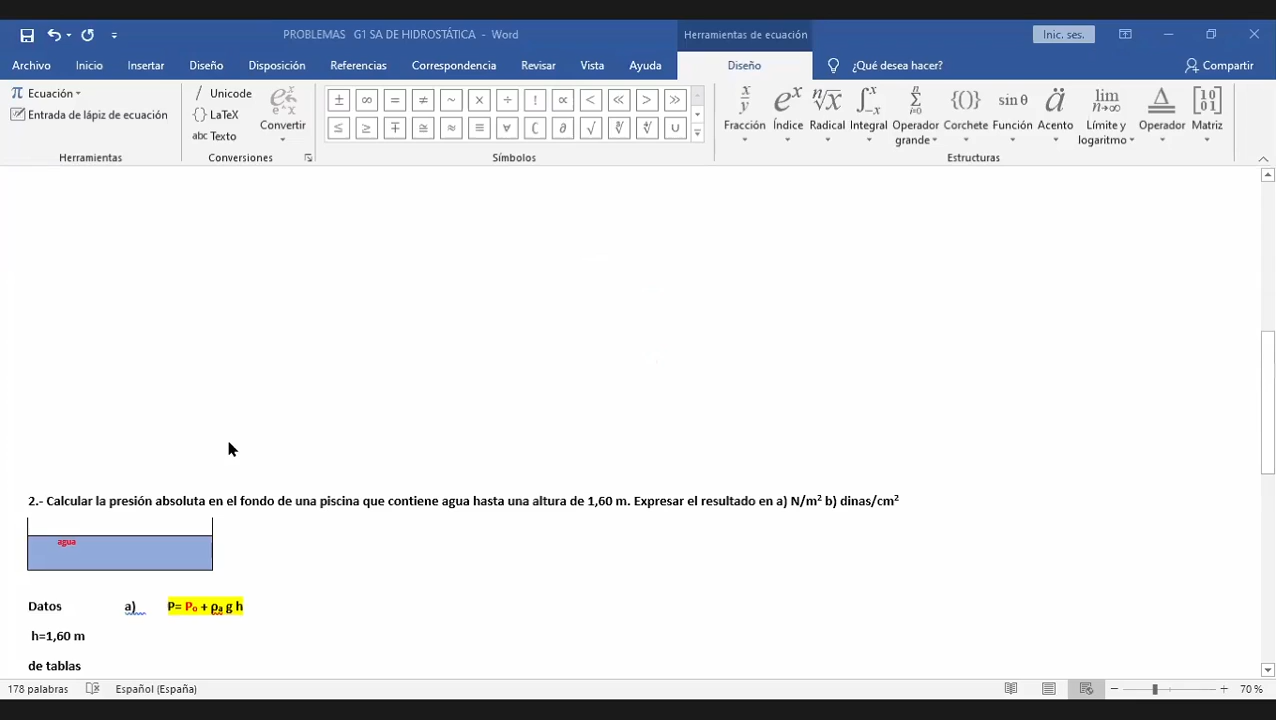 PROBLEMAS G1 SA DE HIDROSTÁTICA - Word
Herramientas de ecuación
Inic. ses.
Archivo Inicio Insertar Diseño Disposición Referencias Correspondencia Revisar Vista Ayuda Diseño ¿Qué desea hacer? Compartir
π Ecuación
Entrada de lápiz de ecuación
Herramientas
/ Unicode
{} LaTeX
abc Texto
Convertir
Conversiones
± ∞ = ≠ ~ × ÷ ! ∝ < ≪ > ≫
≤ ≥ ∓ ≅ ≈ ≡ ∀ ∁ ∂ √ ∛ ∜ ∪
Símbolos
Fracción Índice Radical Integral Operador grande Corchete Función Acento Límite y logaritmo Operador Matriz
Estructuras
2.- Calcular la presión absoluta en el fondo de una piscina que contiene agua hasta una altura de 1,60 m. Expresar el resultado en a) N/m² b) dinas/cm²
agua
Datos a) P= P₀ + ρₐ g h
h=1,60 m
de tablas
178 palabras Español (España) 70 %